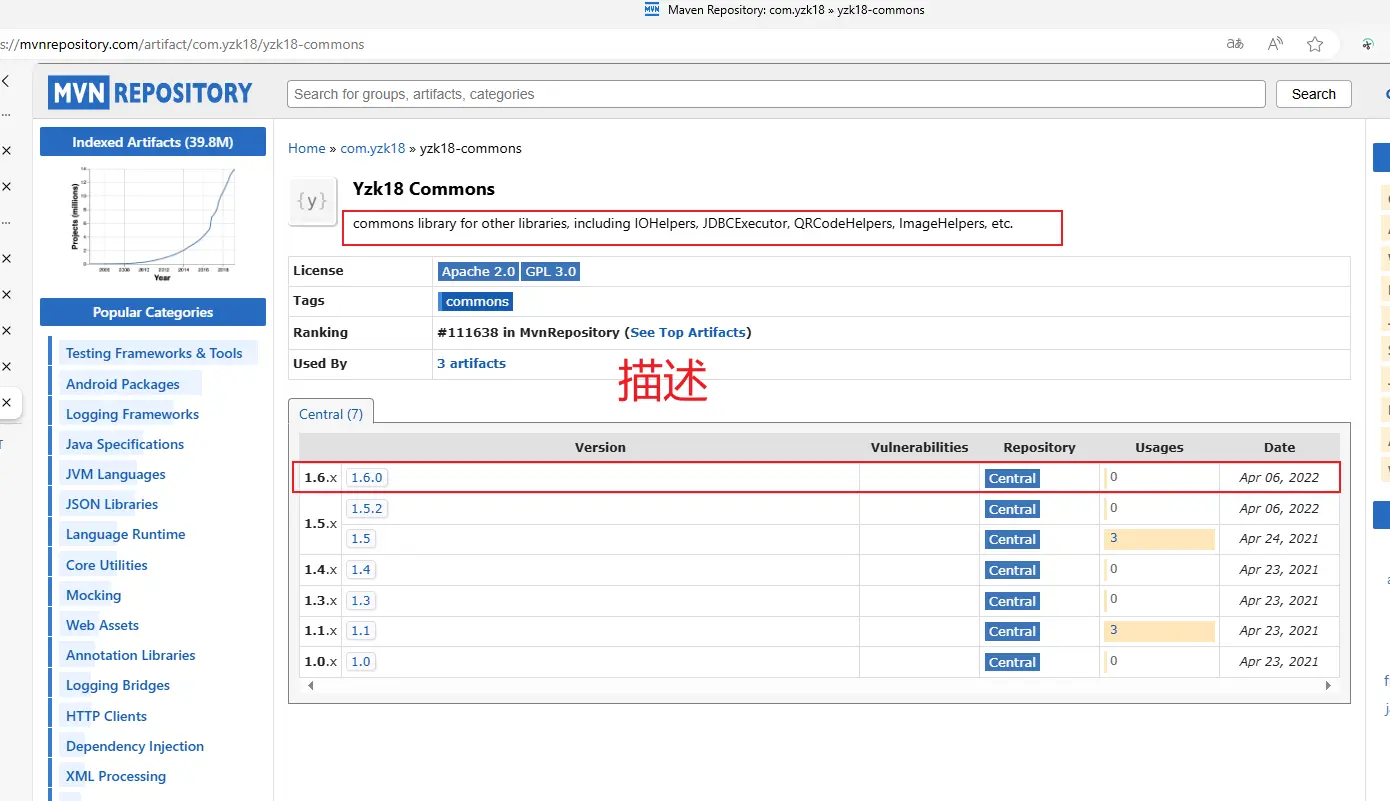 Maven Repository: com.yzk18 » yzk18-commons
s://mvnrepository.com/artifact/com.yzk18/yzk18-commons
MVN REPOSITORY
Search for groups, artifacts, categories
Search
Indexed Artifacts (39.8M)
Projects (millions)
Year
Popular Categories
Testing Frameworks & Tools
Android Packages
Logging Frameworks
Java Specifications
JVM Languages
JSON Libraries
Language Runtime
Core Utilities
Mocking
Web Assets
Annotation Libraries
Logging Bridges
HTTP Clients
Dependency Injection
XML Processing
Home » com.yzk18 » yzk18-commons
{y}
Yzk18 Commons
commons library for other libraries, including IOHelpers, JDBCExecutor, QRCodeHelpers, ImageHelpers, etc.
License Apache 2.0 GPL 3.0
Tags commons
Ranking #111638 in MvnRepository (See Top Artifacts)
Used By 3 artifacts
描述
Central (7)
Version Vulnerabilities Repository Usages Date
1.6.x 1.6.0 Central 0 Apr 06, 2022
1.5.x 1.5.2 Central 0 Apr 06, 2022
1.5 Central 3 Apr 24, 2021
1.4.x 1.4 Central 0 Apr 23, 2021
1.3.x 1.3 Central 0 Apr 23, 2021
1.1.x 1.1 Central 3 Apr 23, 2021
1.0.x 1.0 Central 0 Apr 23, 2021